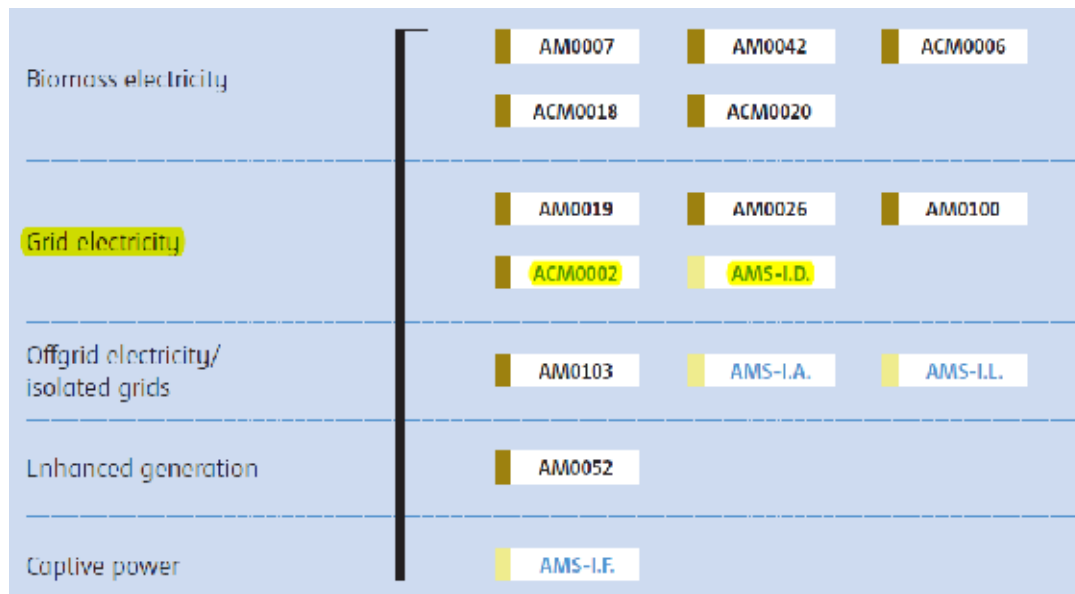 Biomass electricity
AM0007 AM0042 ACM0006
ACM0018 ACM0020
Grid electricity
AM0019 AM0026 AM0100
ACM0002 AMS-I.D.
Offgrid electricity/
isolated grids
AM0103 AMS-I.A. AMS-I.L.
Enhanced generation
AM0052
Captive power
AMS-I.F.